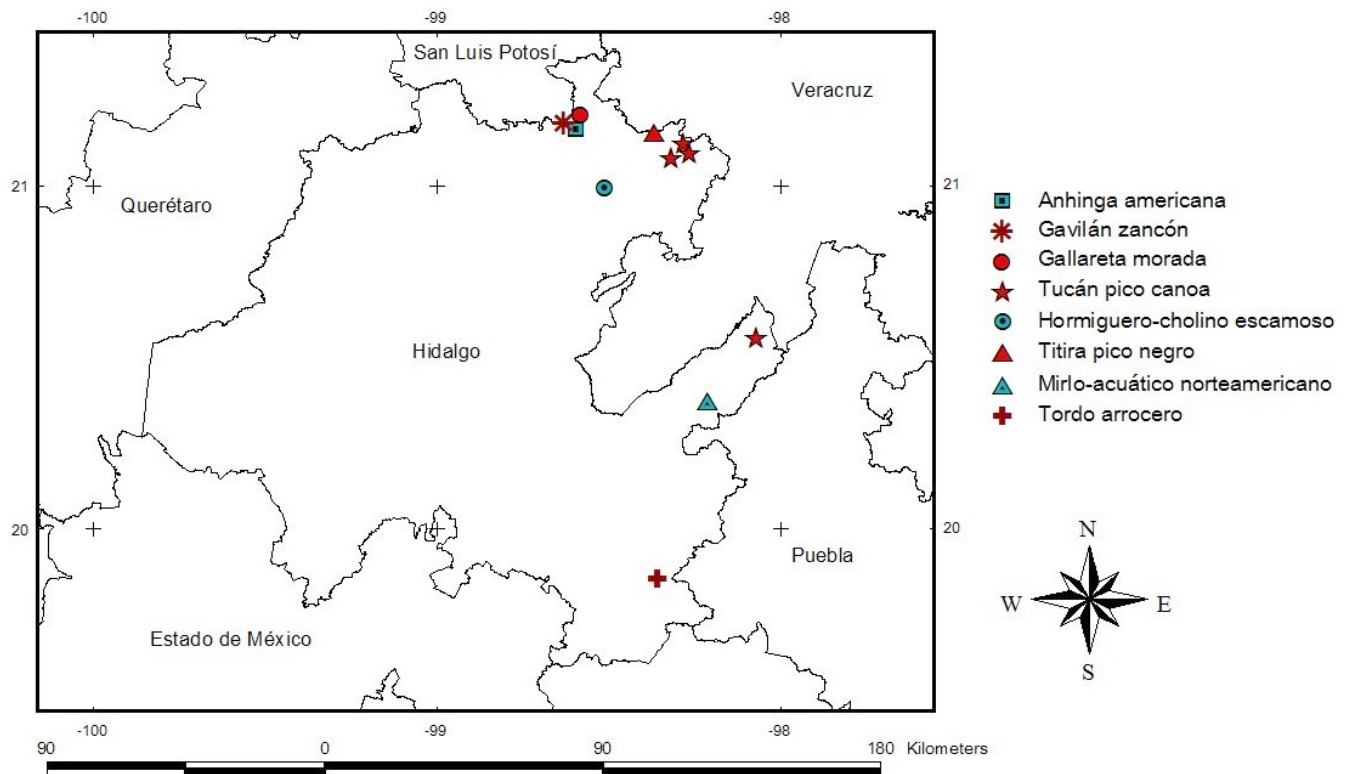 -100 -99 -98
San Luis Potosí
Veracruz
21 21
Querétaro
Hidalgo
20 20
Puebla
Estado de México
-100 -99 -98
Anhinga americana
Gavilán zancón
Gallareta morada
Tucán pico canoa
Hormiguero-cholino escamoso
Titira pico negro
Mirlo-acuático norteamericano
Tordo arrocero
N
W E
S
90 0 90 180 Kilometers